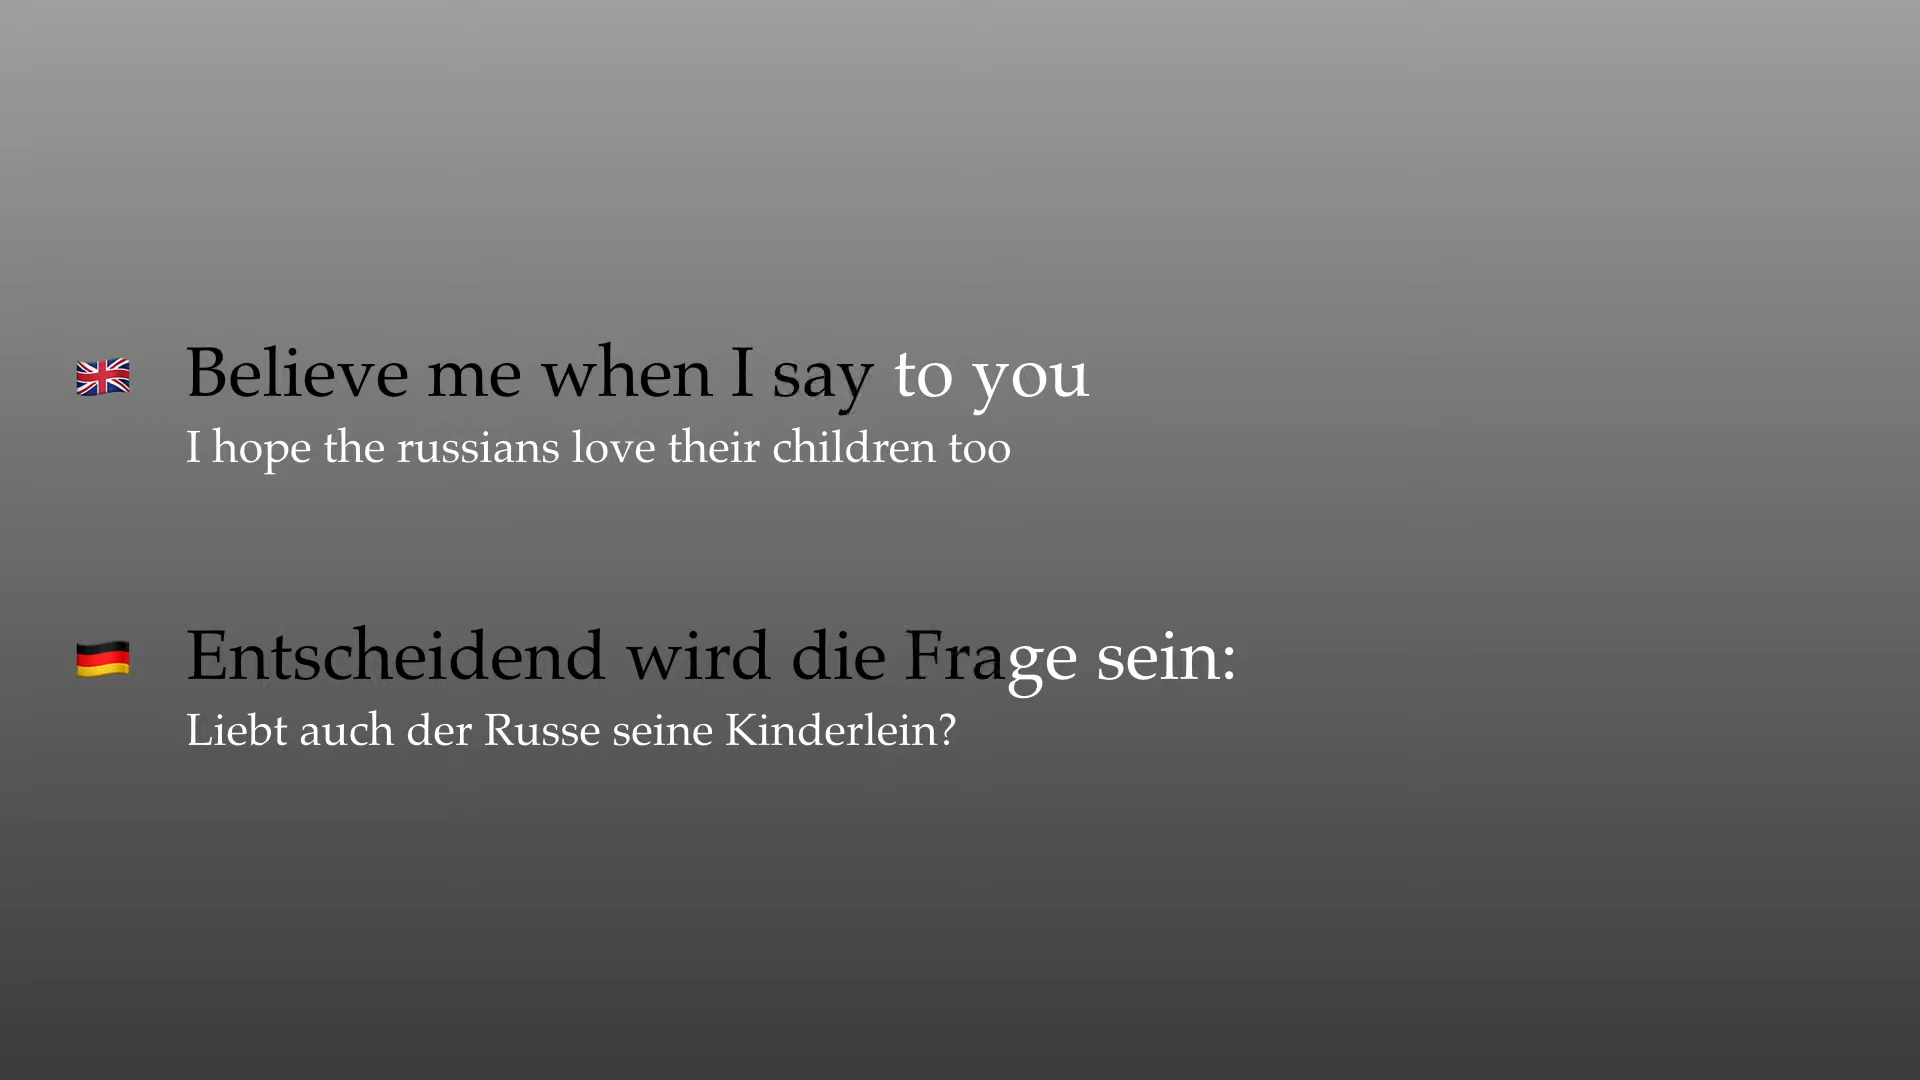 Believe me when I say to you
I hope the russians love their children too
Entscheidend wird die Frage sein:
Liebt auch der Russe seine Kinderlein?